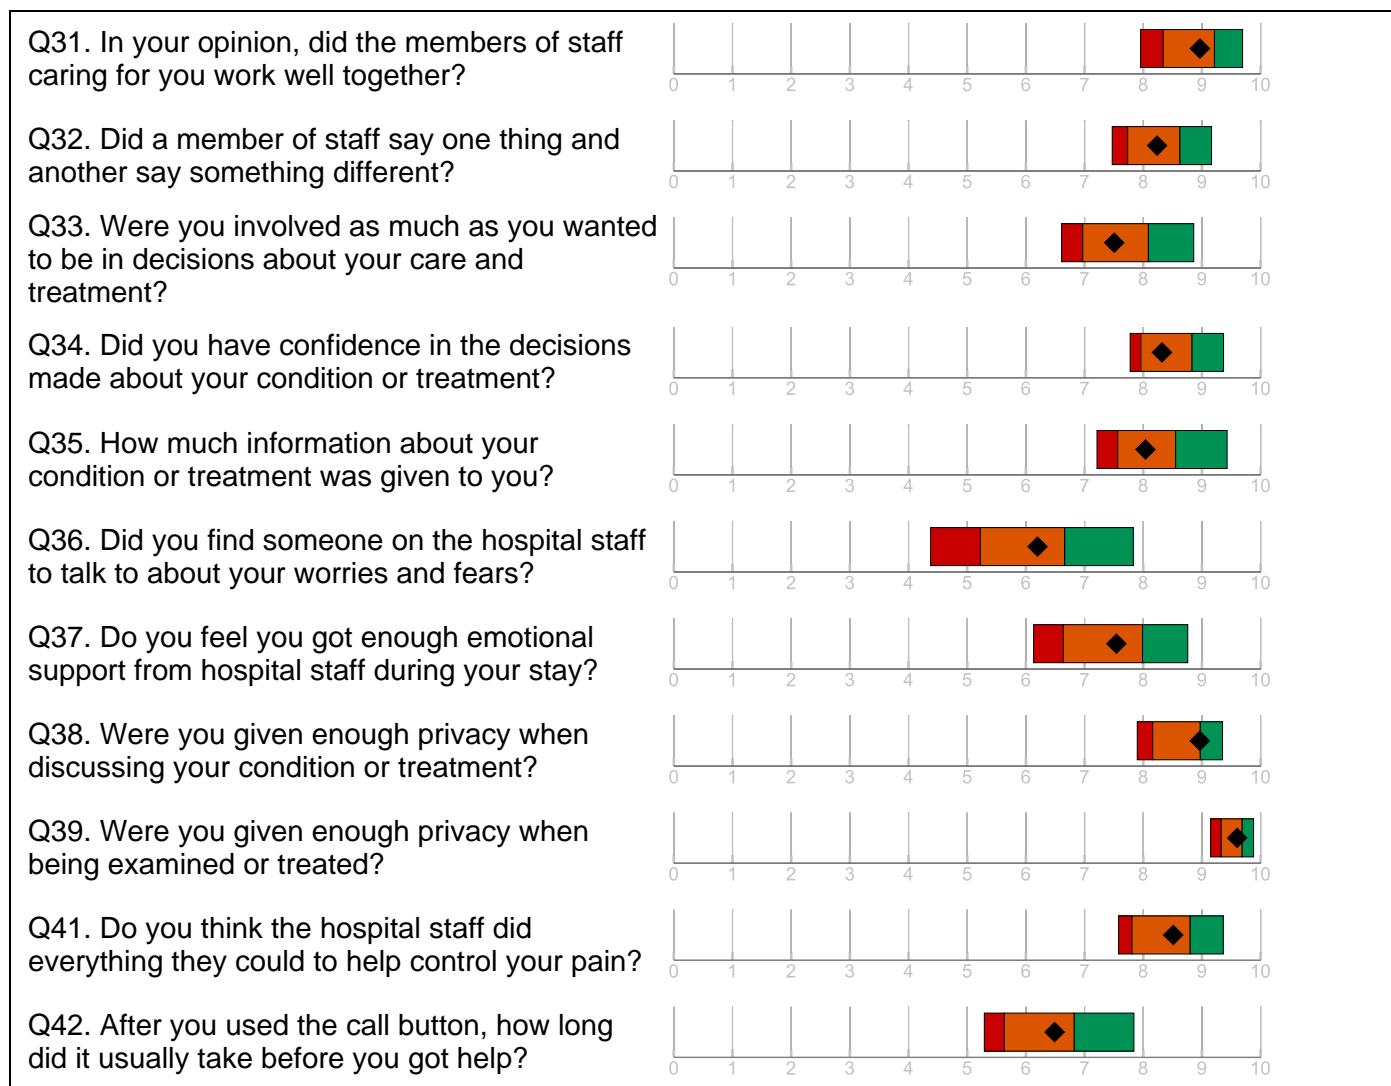 Q31. In your opinion, did the members of staff
caring for you work well together?
0 1 2 3 4 5 6 7 8 9 10
Q32. Did a member of staff say one thing and
another say something different?
0 1 2 3 4 5 6 7 8 9 10
Q33. Were you involved as much as you wanted
to be in decisions about your care and
treatment?
0 1 2 3 4 5 6 7 8 9 10
Q34. Did you have confidence in the decisions
made about your condition or treatment?
0 1 2 3 4 5 6 7 8 9 10
Q35. How much information about your
condition or treatment was given to you?
0 1 2 3 4 5 6 7 8 9 10
Q36. Did you find someone on the hospital staff
to talk to about your worries and fears?
0 1 2 3 4 5 6 7 8 9 10
Q37. Do you feel you got enough emotional
support from hospital staff during your stay?
0 1 2 3 4 5 6 7 8 9 10
Q38. Were you given enough privacy when
discussing your condition or treatment?
0 1 2 3 4 5 6 7 8 9 10
Q39. Were you given enough privacy when
being examined or treated?
0 1 2 3 4 5 6 7 8 9 10
Q41. Do you think the hospital staff did
everything they could to help control your pain?
0 1 2 3 4 5 6 7 8 9 10
Q42. After you used the call button, how long
did it usually take before you got help?
0 1 2 3 4 5 6 7 8 9 10